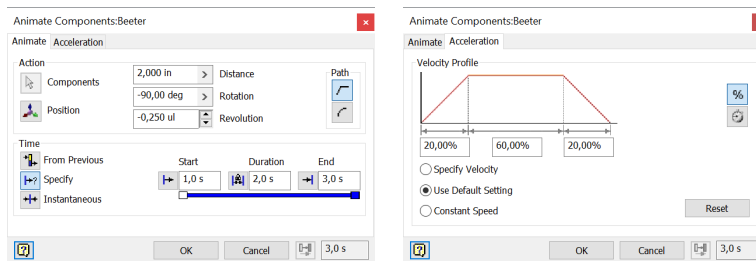 Animate Components:Beeter
Animate Acceleration
Action
Components
Position
2,000 in > Distance
-90,00 deg > Rotation
-0,250 ul Revolution
Path
Time
From Previous
Specify
Instantaneous
Start Duration End
1,0 s 2,0 s 3,0 s
OK Cancel 3,0 s
Animate Components:Beeter
Animate Acceleration
Velocity Profile
%
20,00% 60,00% 20,00%
Specify Velocity
Use Default Setting
Constant Speed
Reset
OK Cancel 3,0 s